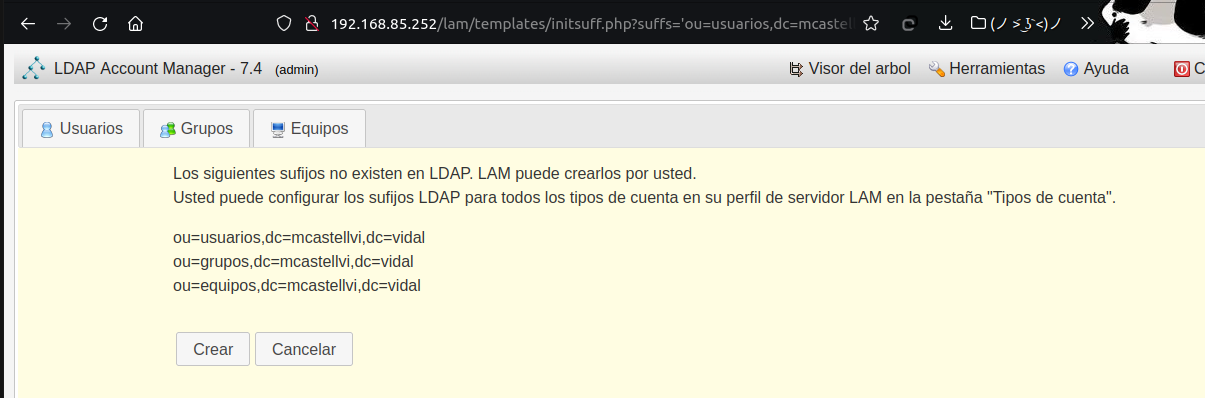 192.168.85.252/lam/templates/initsuff.php?suffs='ou=usuarios,dc=mcastel
(ノ≥ڡ≤)ノ
LDAP Account Manager - 7.4 (admin)
Visor del arbol Herramientas Ayuda C
Usuarios Grupos Equipos
Los siguientes sufijos no existen en LDAP. LAM puede crearlos por usted.
Usted puede configurar los sufijos LDAP para todos los tipos de cuenta en su perfil de servidor LAM en la pestaña "Tipos de cuenta".
ou=usuarios,dc=mcastellvi,dc=vidal
ou=grupos,dc=mcastellvi,dc=vidal
ou=equipos,dc=mcastellvi,dc=vidal
Crear Cancelar